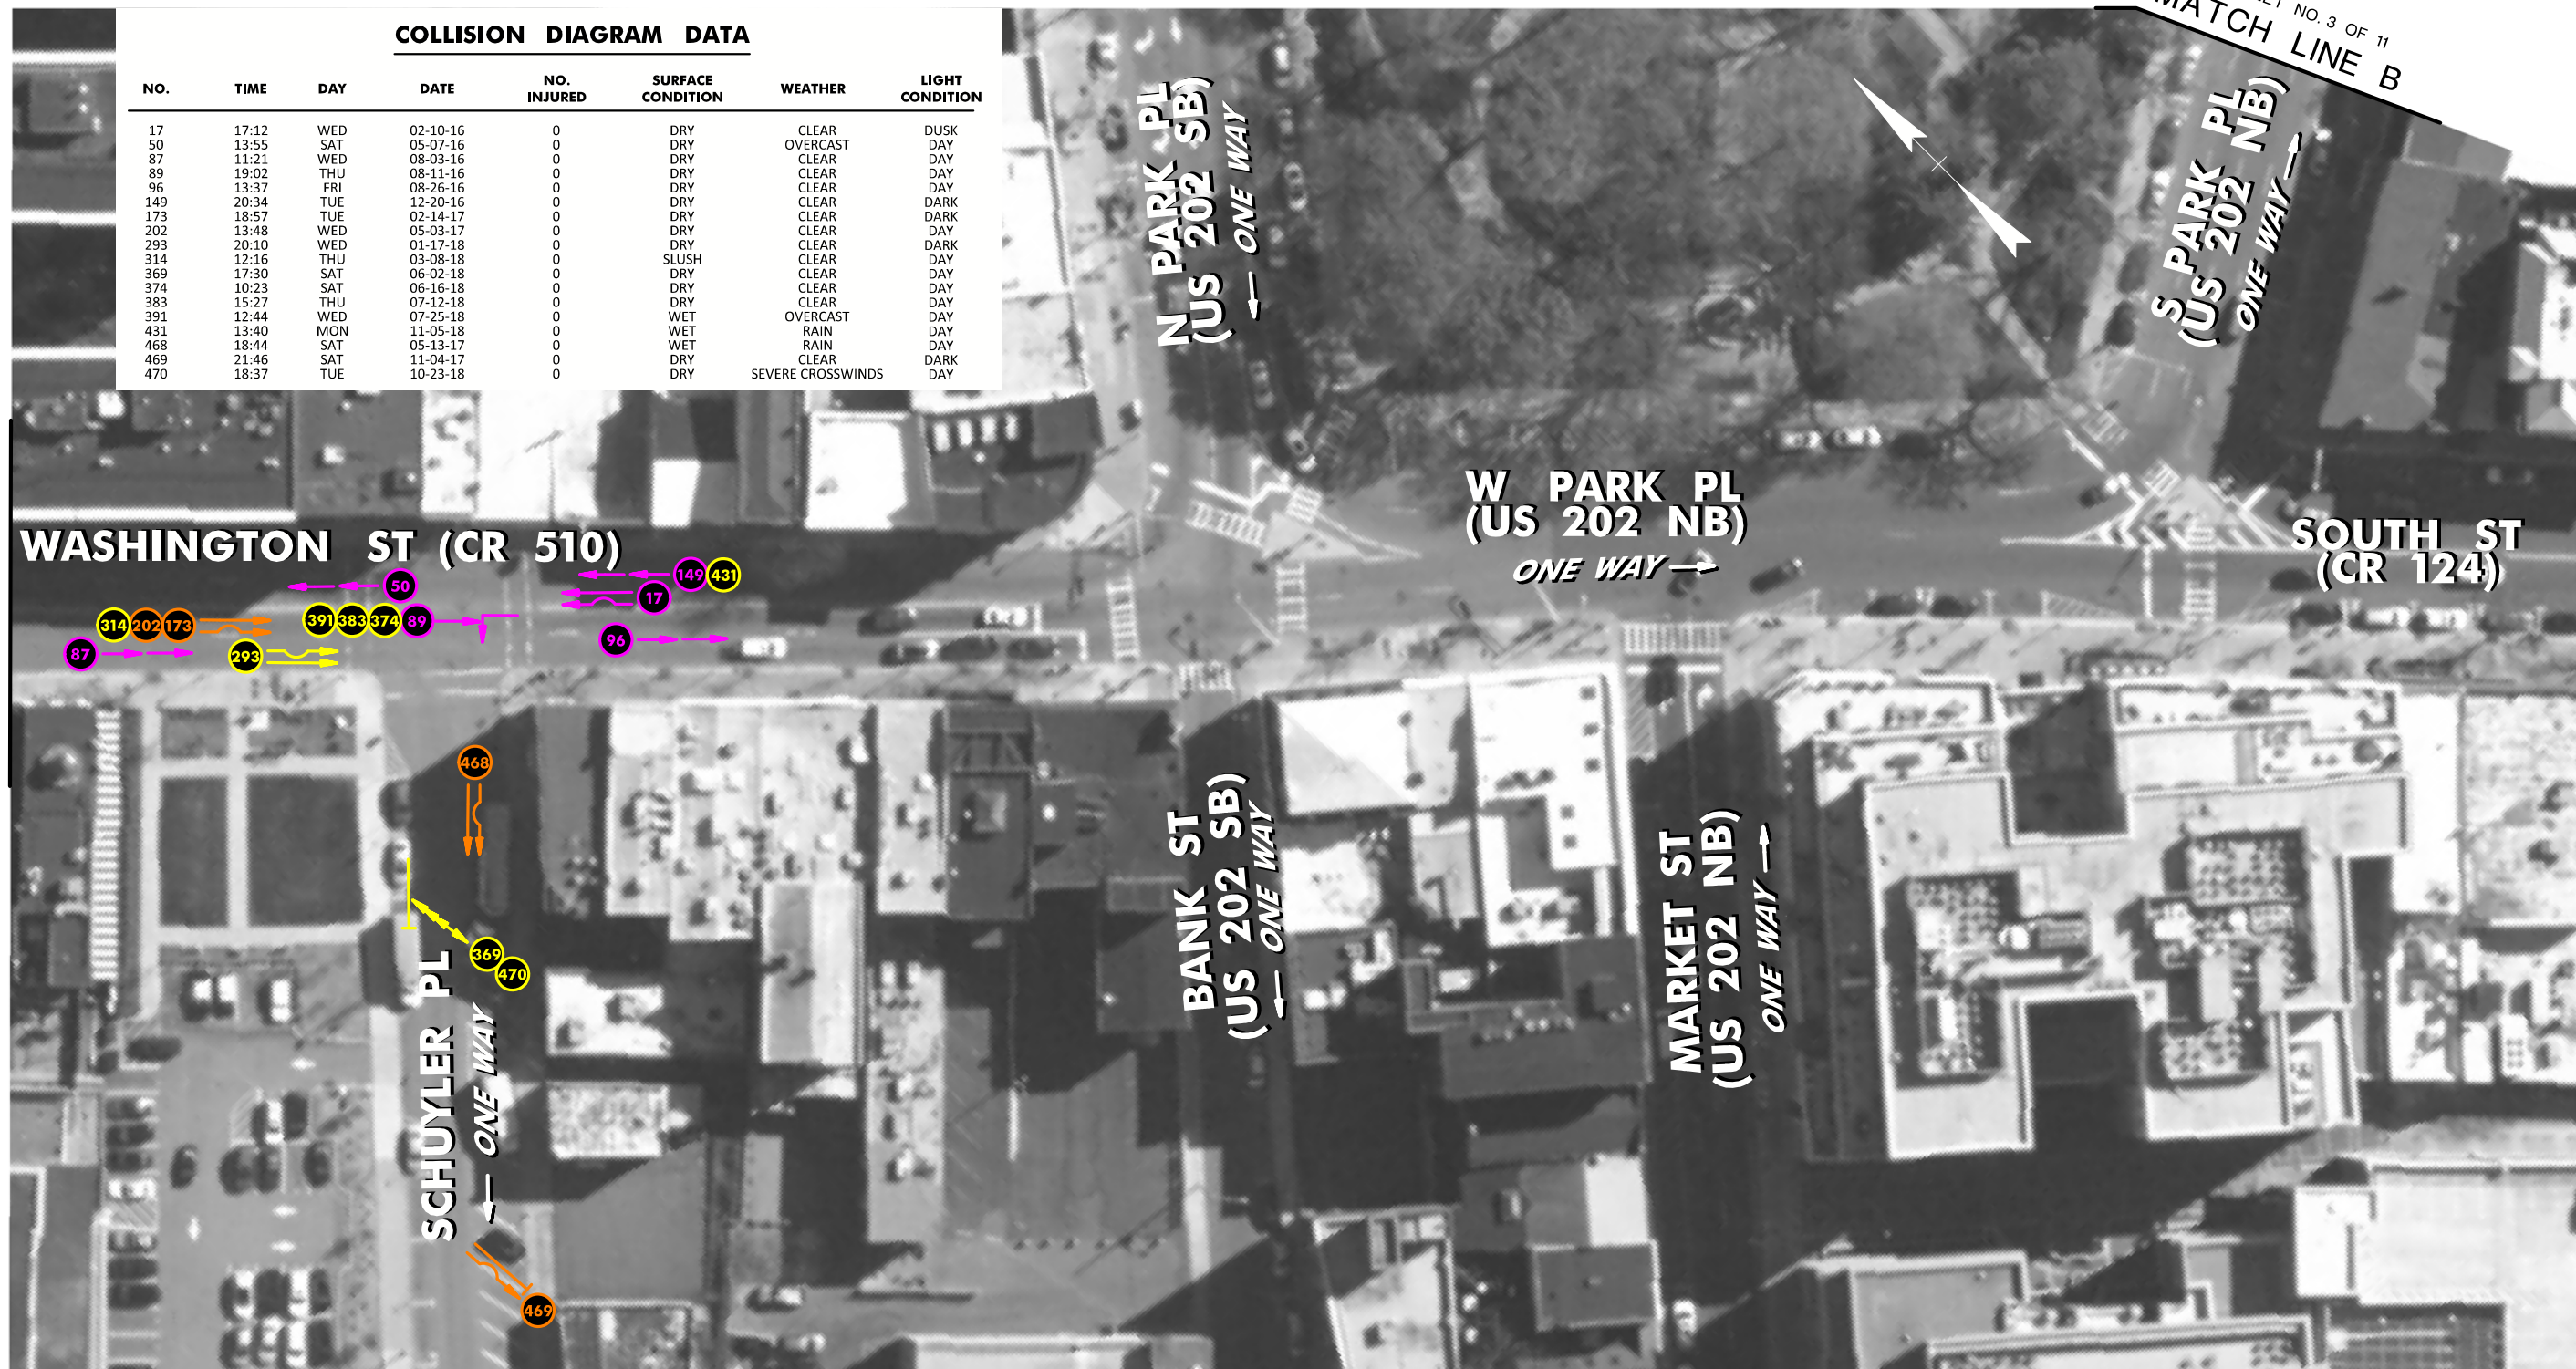 COLLISION DIAGRAM DATA
NO. TIME DAY DATE NO. INJURED SURFACE CONDITION WEATHER LIGHT CONDITION
17 17:12 WED 02-10-16 0 DRY CLEAR DUSK
50 13:55 SAT 05-07-16 0 DRY OVERCAST DAY
87 11:21 WED 08-03-16 0 DRY CLEAR DAY
89 19:02 THU 08-11-16 0 DRY CLEAR DAY
96 13:37 FRI 08-26-16 0 DRY CLEAR DAY
149 20:34 TUE 12-20-16 0 DRY CLEAR DARK
173 18:57 TUE 02-14-17 0 DRY CLEAR DARK
202 13:48 WED 05-03-17 0 DRY CLEAR DAY
293 20:10 WED 01-17-18 0 DRY CLEAR DARK
314 12:16 THU 03-08-18 0 SLUSH CLEAR DAY
369 17:30 SAT 06-02-18 0 DRY CLEAR DAY
374 10:23 SAT 06-16-18 0 DRY CLEAR DAY
383 15:27 THU 07-12-18 0 DRY CLEAR DAY
391 12:44 WED 07-25-18 0 WET OVERCAST DAY
431 13:40 MON 11-05-18 0 WET RAIN DAY
468 18:44 SAT 05-13-17 0 WET RAIN DAY
469 21:46 SAT 11-04-17 0 DRY CLEAR DARK
470 18:37 TUE 10-23-18 0 DRY SEVERE CROSSWINDS DAY
NO. 3 OF 11
MATCH LINE B
N PARK PL
(US 202 SB)
ONE WAY
S PARK PL
(US 202 NB)
ONE WAY
W PARK PL
(US 202 NB)
ONE WAY
SOUTH ST
(CR 124)
WASHINGTON ST (CR 510)
50
149 431
17
314 202 173
391 383 374 89
96
87
293
468
369
470
SCHUYLER PL
ONE WAY
469
BANK ST
(US 202 SB)
ONE WAY
MARKET ST
(US 202 NB)
ONE WAY